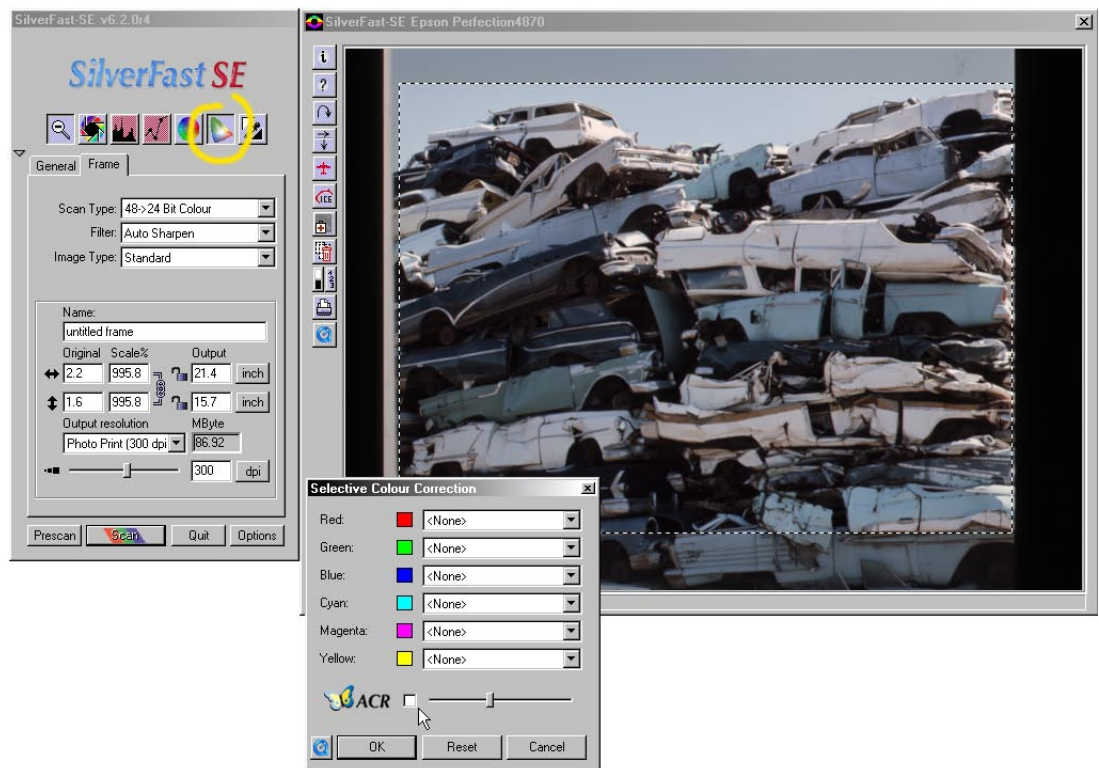 SilverFast-SE v6.2.0r4
SilverFast SE
General Frame
Scan Type: 48->24 Bit Colour
Filter: Auto Sharpen
Image Type: Standard
Name:
untitled frame
Original Scale% Output
2.2 995.8 21.4 inch
1.6 995.8 15.7 inch
Output resolution MByte
Photo Print (300 dpi 86.92
300 dpi
Prescan Scan Quit Options
SilverFast-SE Epson Perfection4870
i
?
ICE
1
2
3
Selective Colour Correction
Red: <None>
Green: <None>
Blue: <None>
Cyan: <None>
Magenta: <None>
Yellow: <None>
ACR
OK Reset Cancel